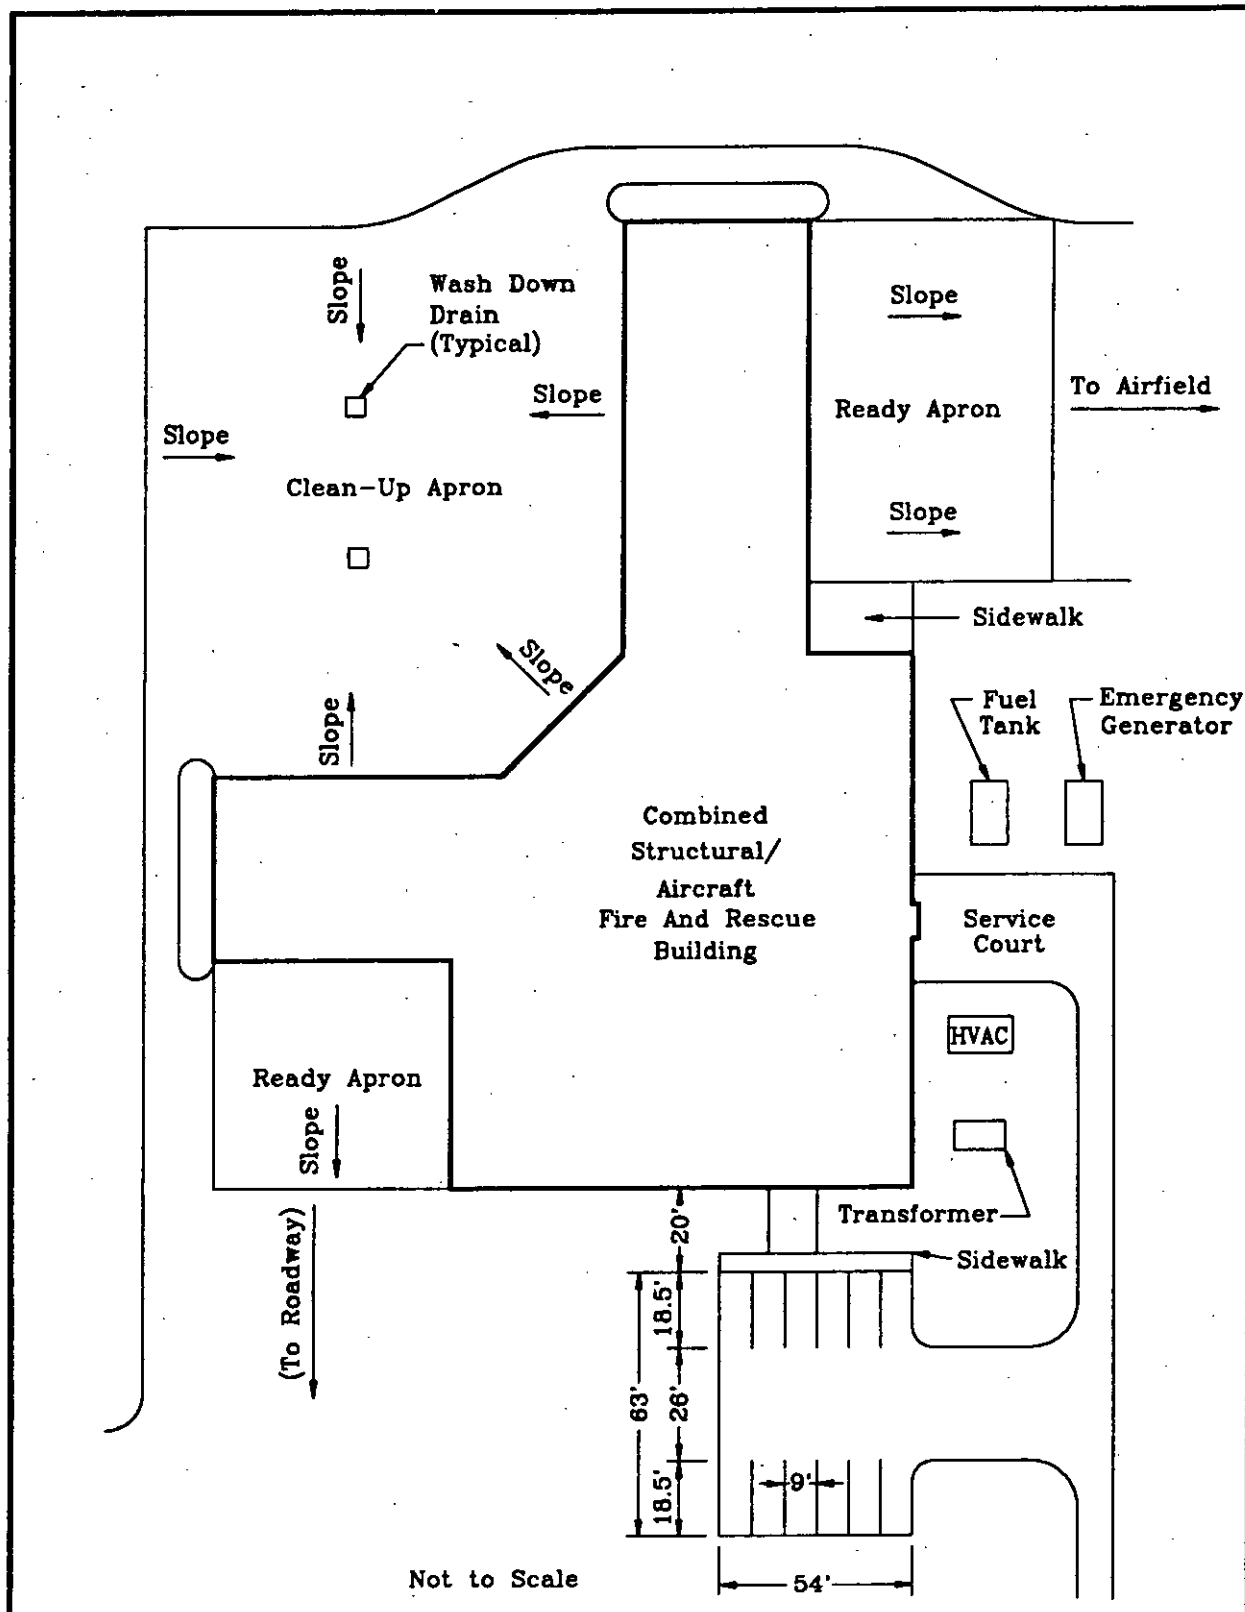 Slope
Wash Down
Drain
(Typical)
Slope
Slope
Slope
Ready Apron
To Airfield
Slope
Clean-Up Apron
Slope
Sidewalk
Slope
Slope
Fuel
Tank
Emergency
Generator
Combined
Structural/
Aircraft
Fire And Rescue
Building
Service
Court
HVAC
Ready Apron
Slope
(To Roadway)
Transformer
20'
Sidewalk
18.5'
63'
26'
18.5'
9'
54'
Not to Scale